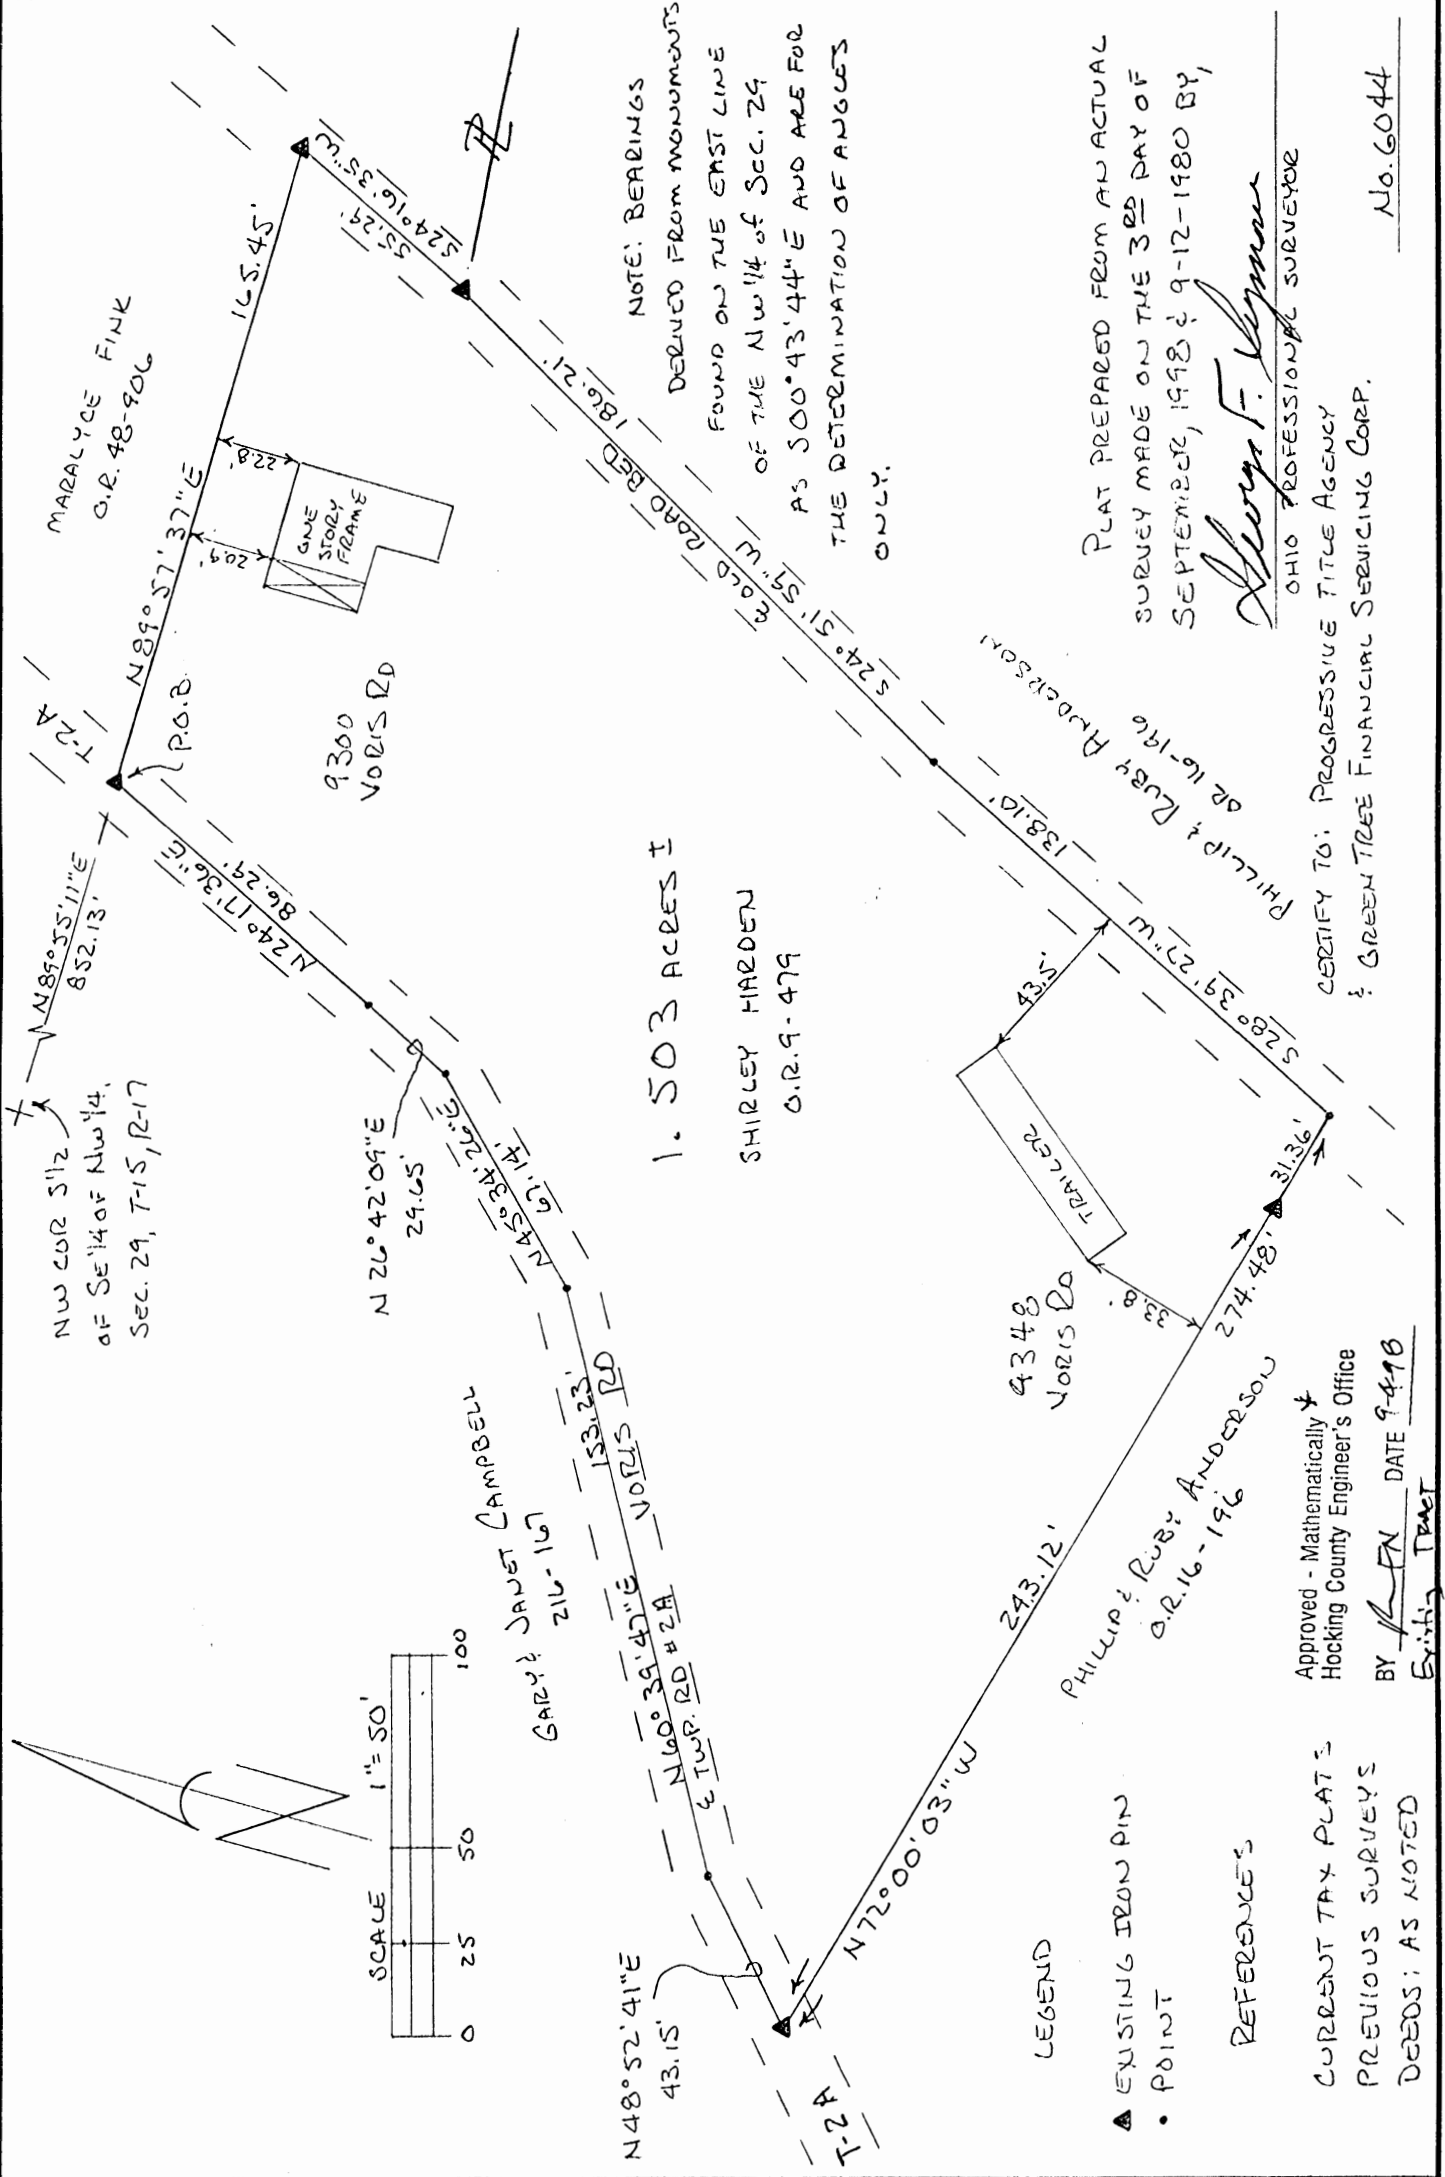 NW COR S 1/2
OF SE 1/4 OF NW 1/4,
SEC. 29, T-15, R-17
N89°55'11"E
852.13'
T-2A
P.O.B.
N89°57'37"E
165.45'
MARALYCE FINK
O.R. 48-906
20.9'
22.8'
ONE
STORY
FRAME
9300
VORIS RD
S24°16'35"W
55.29'
PL
186.21'
℄ OLD ROAD BED
S24°51'59"W
138.10'
S28°39'27"W
PHILLIP & RUBY ANDERSON
OR 16-196
NOTE: BEARINGS
DERIVED FROM MONUMENTS
FOUND ON THE EAST LINE
OF THE NW 1/4 OF SEC. 29
AS S00°43'44"E AND ARE FOR
THE DETERMINATION OF ANGLES
ONLY.
N24°17'36"E
86.29'
N26°42'09"E
29.65'
N45°34'26"E
67.14'
153.23'
VORIS RD
N60°39'47"E
℄ TWP. RD #2A
GARY & JANET CAMPBELL
216-167
SCALE 1"=50'
0 25 50 100
N48°52'41"E
43.15'
T-2A
1.503 ACRES ±
SHIRLEY HARDEN
O.R. 9-479
43.5'
TRAILER
33.8'
9348
VORIS RD
31.36'
274.48'
243.12'
N72°00'03"W
PHILLIP & RUBY ANDERSON
O.R. 16-196
LEGEND
▲ EXISTING IRON PIN
• POINT
REFERENCES
CURRENT TAX PLATS
PREVIOUS SURVEYS
DEEDS: AS NOTED
Approved - Mathematically
Hocking County Engineer's Office
BY DATE 9-4-98
Existing Tract
PLAT PREPARED FROM AN ACTUAL
SURVEY MADE ON THE 3RD DAY OF
SEPTEMBER, 1998 & 9-12-1980 BY,
George F. Seymour
OHIO PROFESSIONAL SURVEYOR
No. 6044
CERTIFY TO: PROGRESSIVE TITLE AGENCY
& GREEN TREE FINANCIAL SERVICING CORP.